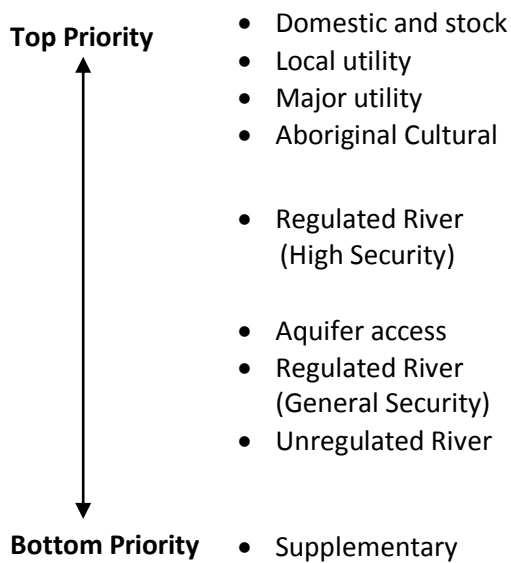 Top Priority
• Domestic and stock
• Local utility
• Major utility
• Aboriginal Cultural
• Regulated River
(High Security)
• Aquifer access
• Regulated River
(General Security)
• Unregulated River
Bottom Priority
• Supplementary